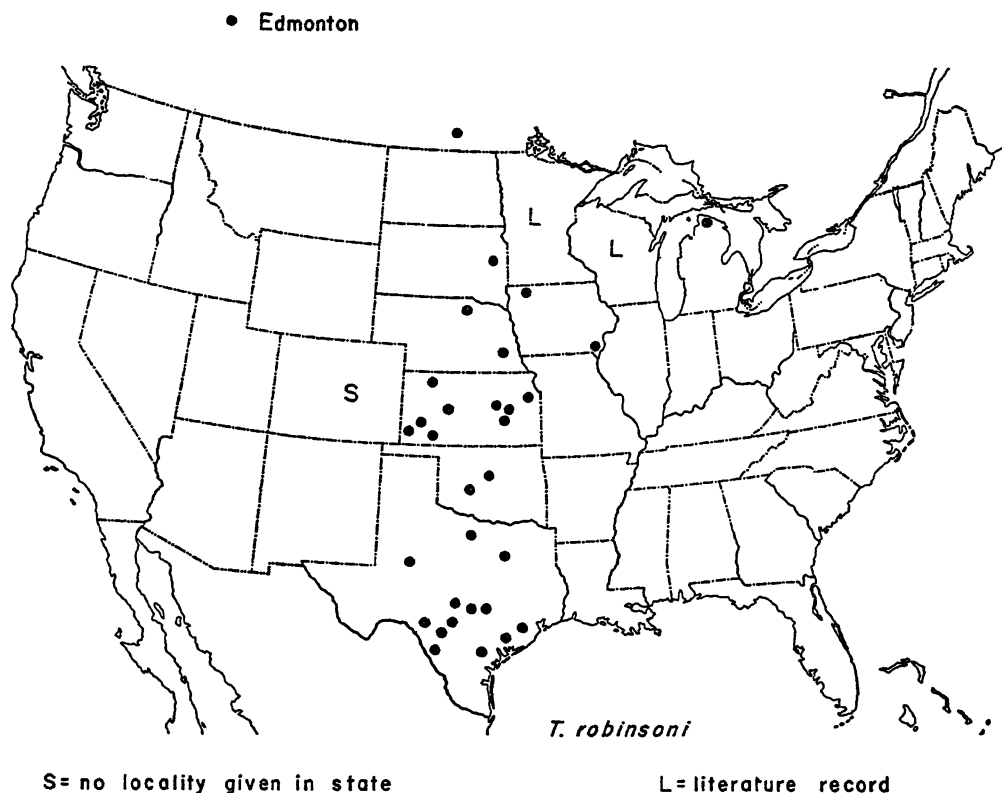 Edmonton
L
L
S
T. robinsoni
S= no locality given in state
L= literature record